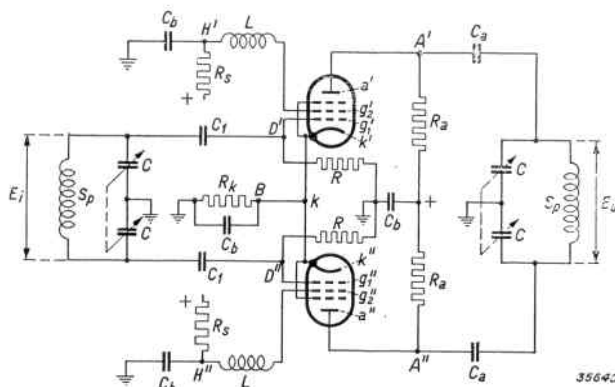 C_b
H'
L
R_s
+
A'
C_a
a'
g_2'
g_1'
k'
R_a
D'
C_1
R
E_i
S_p
C
R_k
B
k
C_b
C
C_b
+
C
S_p
C
R
C_1
D"
k"
g_1"
g_2"
a"
R_a
+
R_s
H"
L
A"
C_a